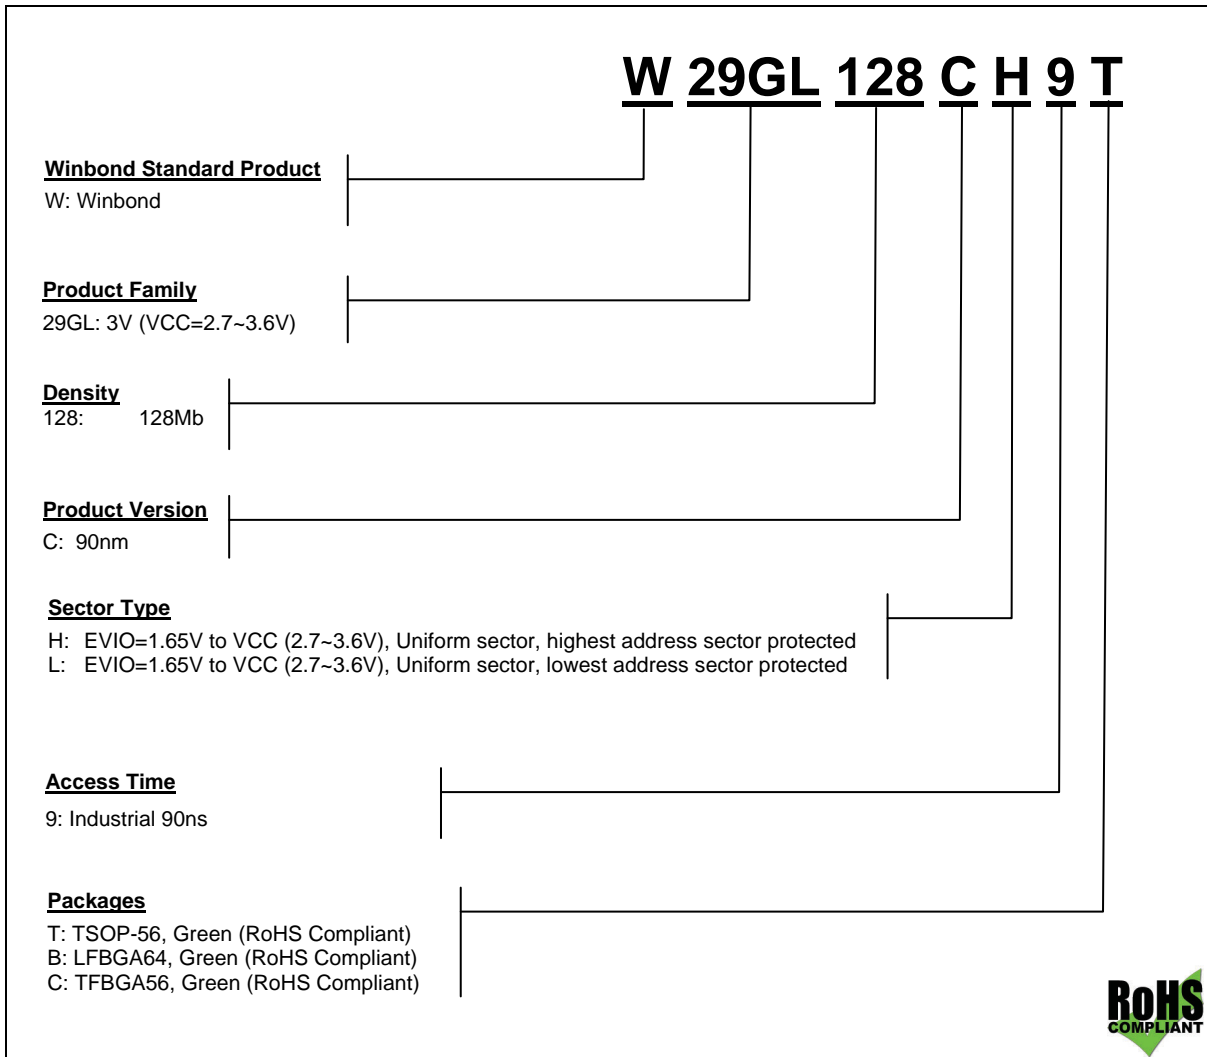 W 29GL 128 C H 9 T
Winbond Standard Product
W: Winbond
Product Family
29GL: 3V (VCC=2.7~3.6V)
Density
128: 128Mb
Product Version
C: 90nm
Sector Type
H: EVIO=1.65V to VCC (2.7~3.6V), Uniform sector, highest address sector protected
L: EVIO=1.65V to VCC (2.7~3.6V), Uniform sector, lowest address sector protected
Access Time
9: Industrial 90ns
Packages
T: TSOP-56, Green (RoHS Compliant)
B: LFBGA64, Green (RoHS Compliant)
C: TFBGA56, Green (RoHS Compliant)
RoHS
COMPLIANT